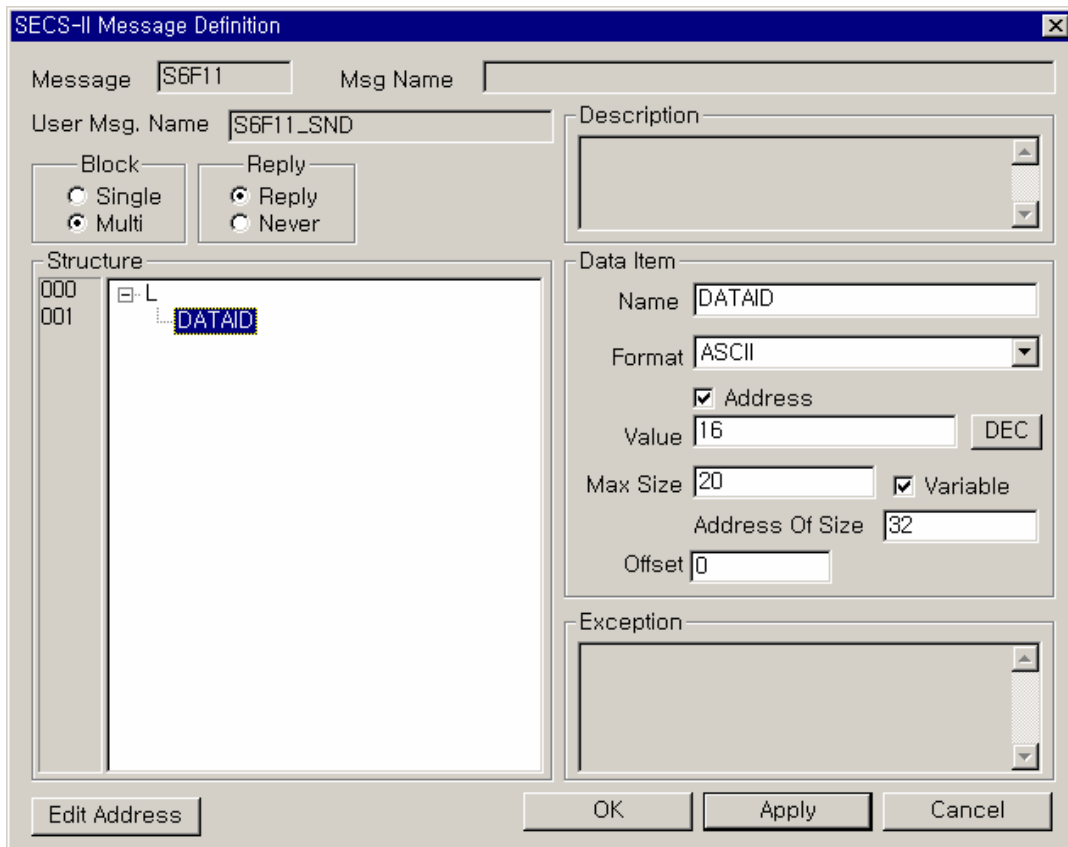 SECS-II Message Definition
Message S6F11 Msg Name
User Msg. Name S6F11_SND
Description
Block
Single
Multi
Reply
Reply
Never
Structure
000 L
001 DATAID
Data Item
Name DATAID
Format ASCII
Address
Value 16 DEC
Max Size 20 Variable
Address Of Size 32
Offset 0
Exception
Edit Address OK Apply Cancel